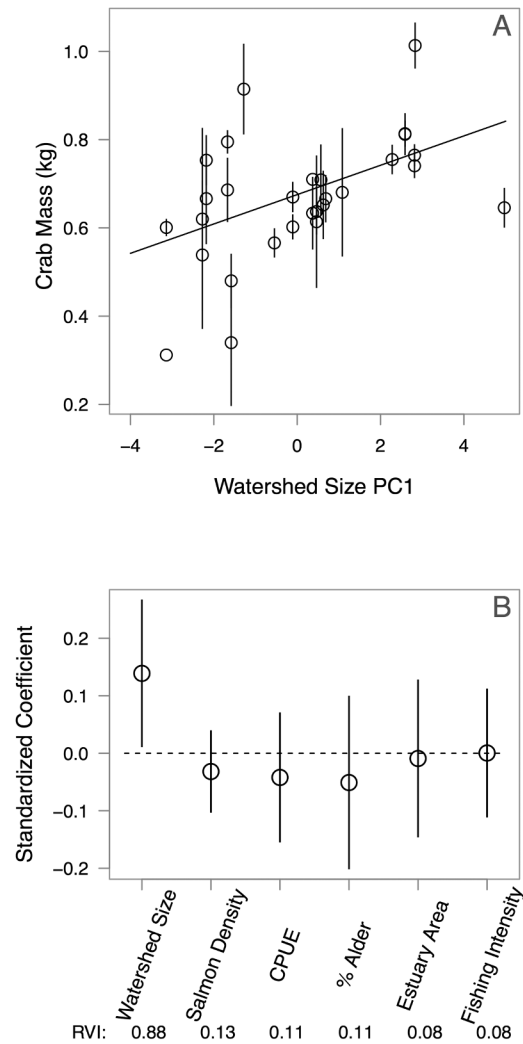 A
1.0
0.8
0.6
0.4
0.2
Crab Mass (kg)
−4 −2 0 2 4
Watershed Size PC1
B
0.2
0.1
0.0
−0.1
−0.2
Standardized Coefficient
Watershed Size
Salmon Density
CPUE
% Alder
Estuary Area
Fishing Intensity
RVI: 0.88 0.13 0.11 0.11 0.08 0.08